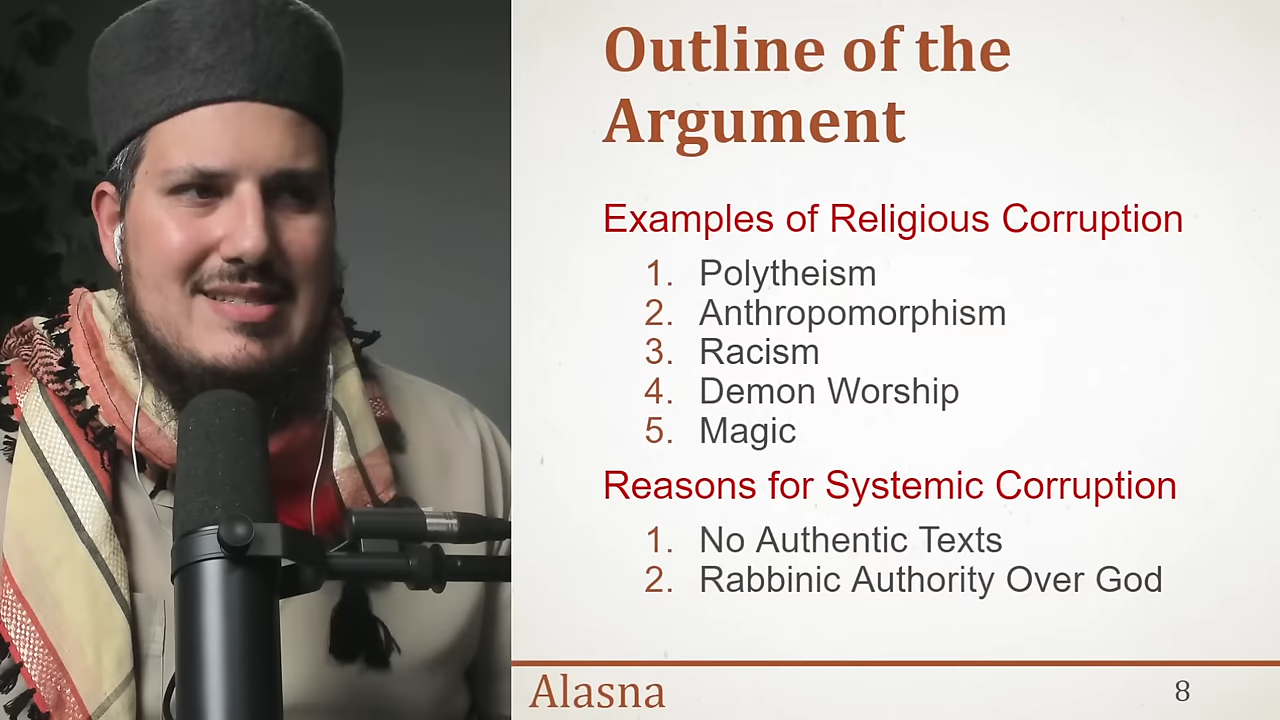 Outline of the
Argument
Examples of Religious Corruption
1. Polytheism
2. Anthropomorphism
3. Racism
4. Demon Worship
5. Magic
Reasons for Systemic Corruption
1. No Authentic Texts
2. Rabbinic Authority Over God
Alasna
8